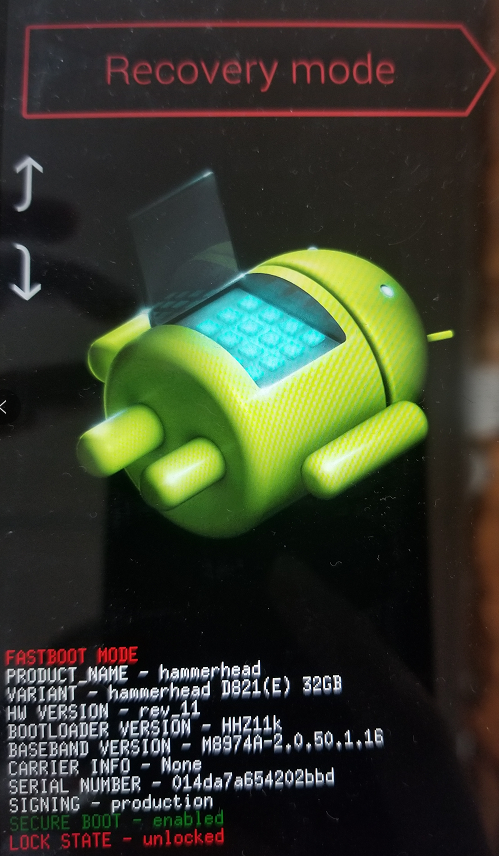 Recovery mode
FASTBOOT MODE
PRODUCT_NAME - hammerhead
VARIANT - hammerhead D821(E) 32GB
HW VERSION - rev_11
BOOTLOADER VERSION - HHZ11k
BASEBAND VERSION - M8974A-2.0.50.1.16
CARRIER INFO - None
SERIAL NUMBER - 014da7a654202bbd
SIGNING - production
SECURE BOOT - enabled
LOCK STATE - unlocked